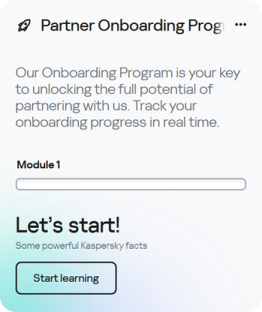 Partner Onboarding Prog
Our Onboarding Program is your key
to unlocking the full potential of
partnering with us. Track your
onboarding progress in real time.
Module 1
Let's start!
Some powerful Kaspersky facts
Start learning